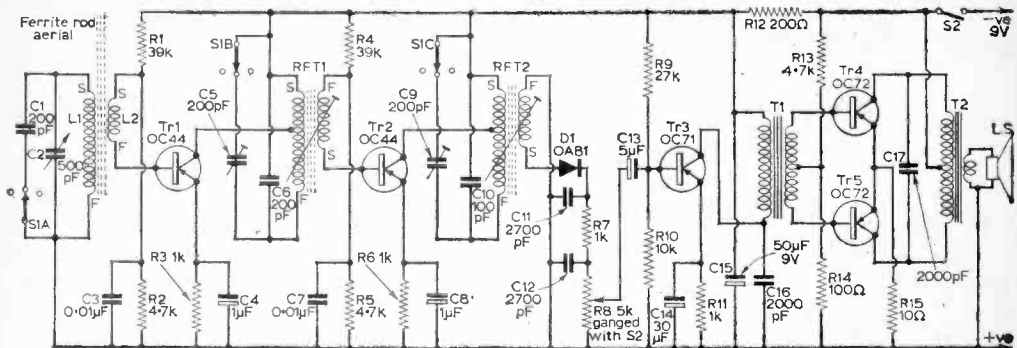 Ferrite rod
aerial
R1
39k
S1B
R4
39k
S1C
R12 200Ω
S2
-ve
9V
C1
200
pF
L1
L2
C2
500
pF
S1A
S
F
S
F
Tr1
OC44
C5
200pF
S
F
RFT1
F
S
C6
200
pF
Tr2
OC44
C9
200pF
S
F
RFT2
F
S
C10
100
pF
D1
OA81
C11
2700
pF
R7
1k
C12
2700
pF
R8 5k
ganged
with S2
C13
5µF
R9
27k
Tr3
OC71
R10
10k
C14
30
µF
R11
1k
T1
C15
50µF
9V
C16
2000
pF
R13
4·7k
Tr4
OC72
Tr5
OC72
R14
100Ω
R15
10Ω
C17
2000pF
T2
LS
+ve
C3
0·01µF
R2
4·7k
R3 1k
C4
1µF
C7
0·01µF
R5
4·7k
R6 1k
C8
1µF